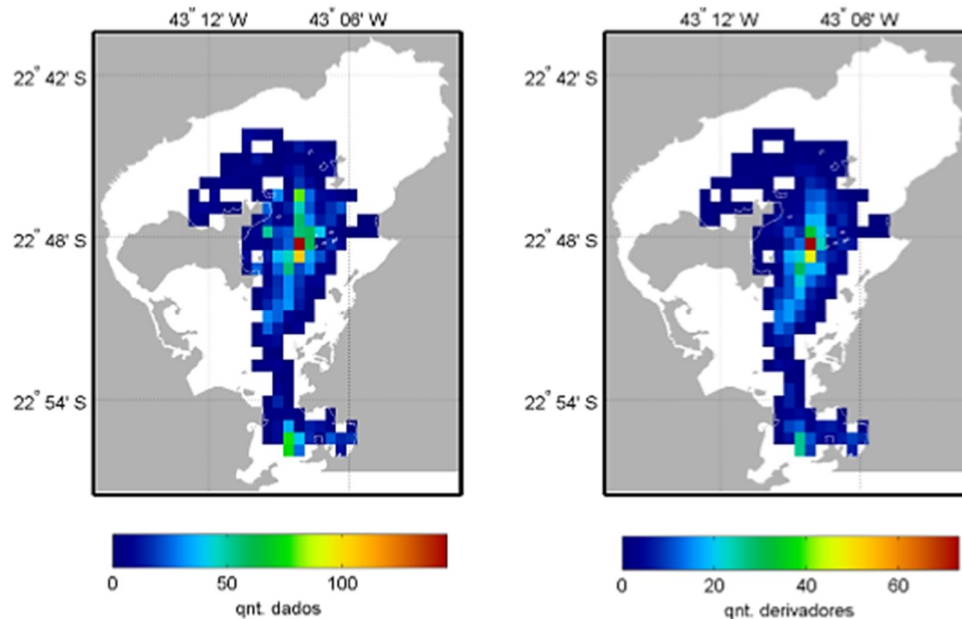 43° 12' W 43° 06' W 43° 12' W 43° 06' W
22° 42' S 22° 42' S
22° 48' S 22° 48' S
22° 54' S 22° 54' S
0 50 100 0 20 40 60
qnt. dados qnt. derivadores